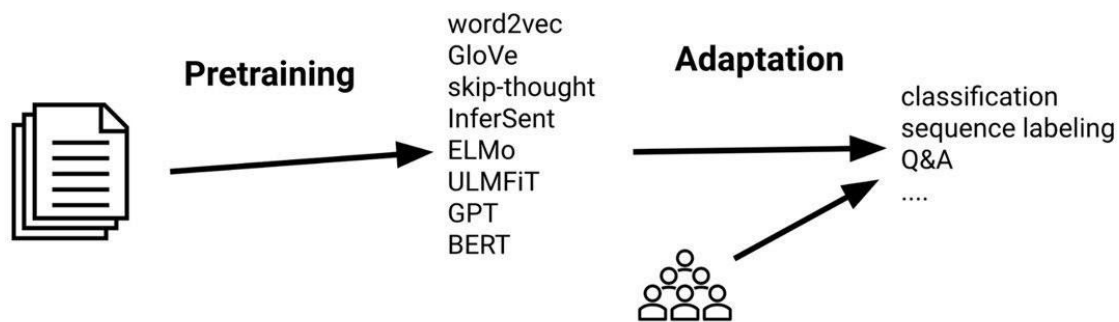 Pretraining
word2vec
GloVe
skip-thought
InferSent
ELMo
ULMFiT
GPT
BERT
Adaptation
classification
sequence labeling
Q&A
....